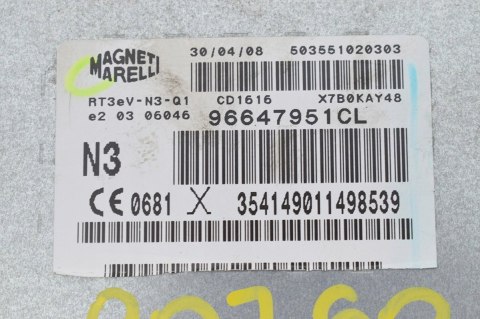 MAGNETI MARELLI
30/04/08 503551020303
RT3eV-N3-Q1 CD1616 X7B0KAY48
e2 03 06046 96647951CL
N3
CE 0681 354149011498539